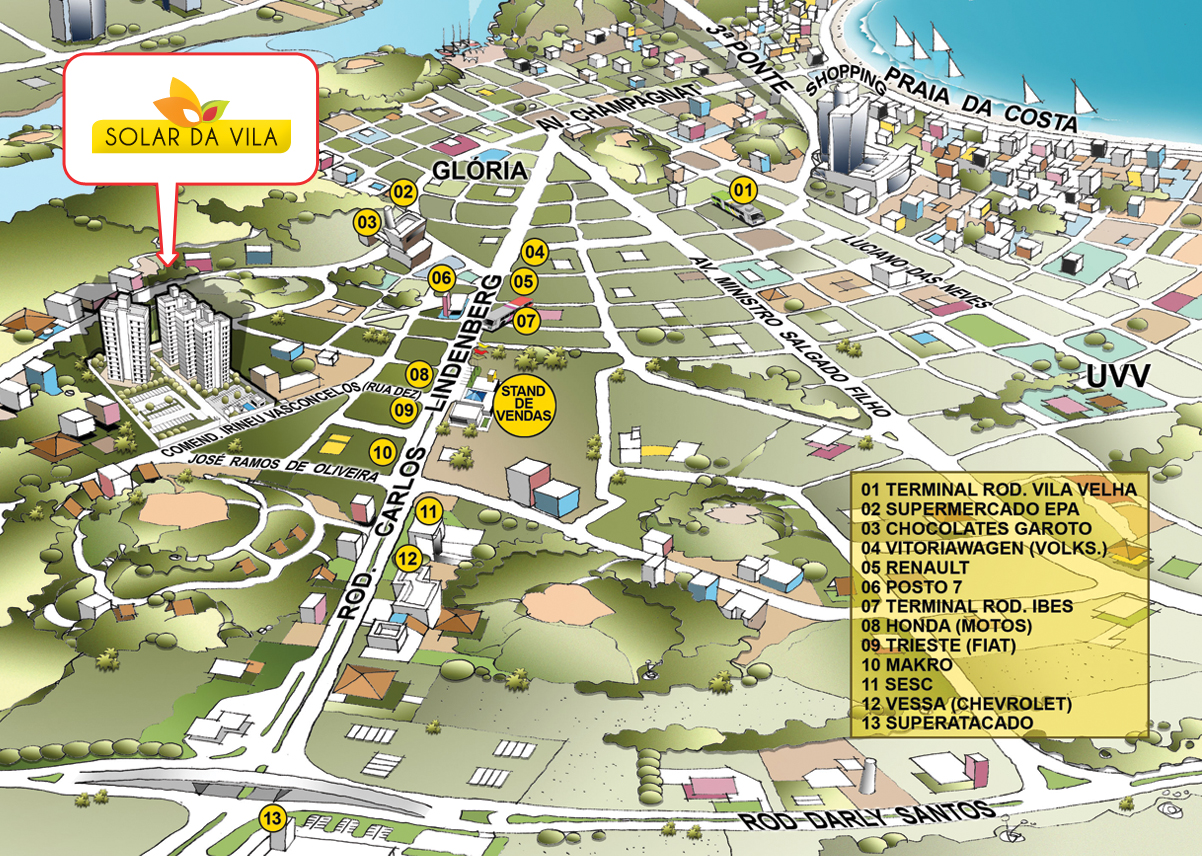 3ª PONTE
SHOPPING
PRAIA DA COSTA
AV. CHAMPAGNAT
SOLAR DA VILA
GLÓRIA
01
02
03
04
05
06
07
LUCIANO DAS NEVES
AV. MINISTRO SALGADO FILHO
UVV
ROD. CARLOS LINDENBERG
08
09
10
STAND
DE
VENDAS
COMEND. IRINEU VASCONCELOS (RUA DEZ)
JOSÉ RAMOS DE OLIVEIRA
11
12
01 TERMINAL ROD. VILA VELHA
02 SUPERMERCADO EPA
03 CHOCOLATES GAROTO
04 VITORIAWAGEN (VOLKS.)
05 RENAULT
06 POSTO 7
07 TERMINAL ROD. IBES
08 HONDA (MOTOS)
09 TRIESTE (FIAT)
10 MAKRO
11 SESC
12 VESSA (CHEVROLET)
13 SUPERATACADO
13
ROD DARLY SANTOS